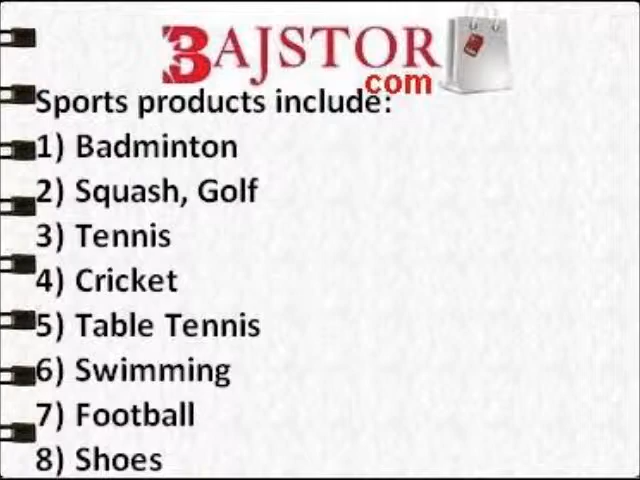 BAJSTOR
com
Sports products include:
1) Badminton
2) Squash, Golf
3) Tennis
4) Cricket
5) Table Tennis
6) Swimming
7) Football
8) Shoes